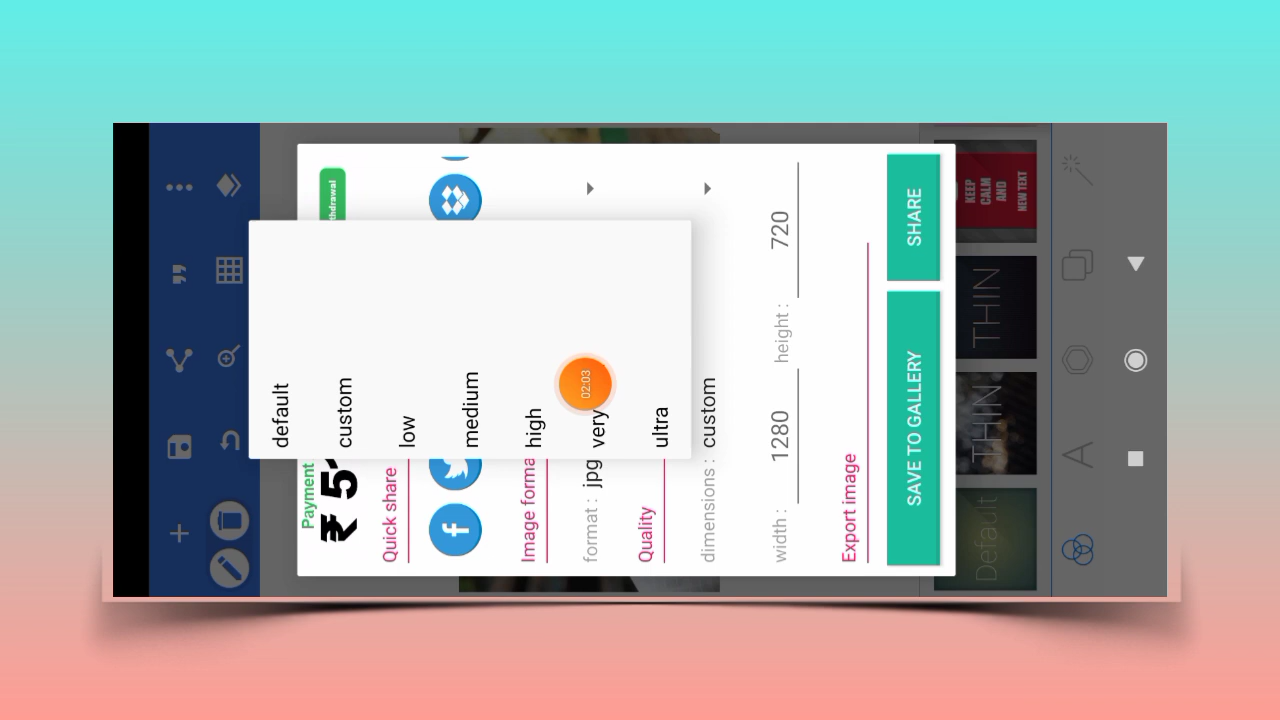 Payment
thdrawal
₹ 5
Quick share
Image forma
format : jpg
Quality
dimensions : custom
width : 1280 height : 720
Export image
SAVE TO GALLERY SHARE
default
custom
low
medium
high
very
ultra
02:03
KEEP
CALM
AND
NEW TEXT
THIN
THIN
Default
A